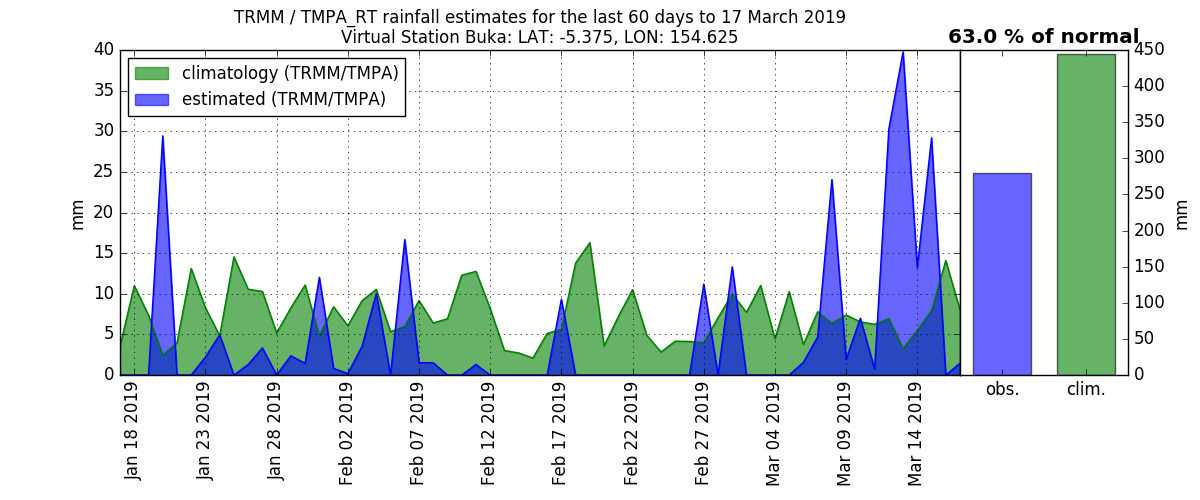 TRMM / TMPA_RT rainfall estimates for the last 60 days to 17 March 2019
Virtual Station Buka: LAT: -5.375, LON: 154.625
63.0 % of normal
climatology (TRMM/TMPA)
estimated (TRMM/TMPA)
40
35
30
25
20
15
10
5
0
mm
Jan 18 2019
Jan 23 2019
Jan 28 2019
Feb 02 2019
Feb 07 2019
Feb 12 2019
Feb 17 2019
Feb 22 2019
Feb 27 2019
Mar 04 2019
Mar 09 2019
Mar 14 2019
obs.
clim.
450
400
350
300
250
200
150
100
50
0
mm